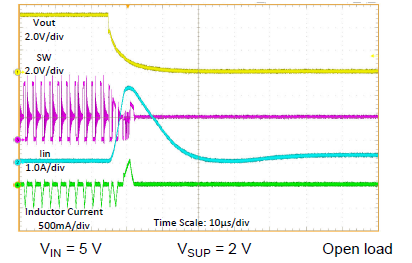 Vout
2.0V/div
SW
2.0V/div
Iin
1.0A/div
Inductor Current
500mA/div
Time Scale: 10µs/div
VIN = 5 V
VSUP = 2 V
Open load